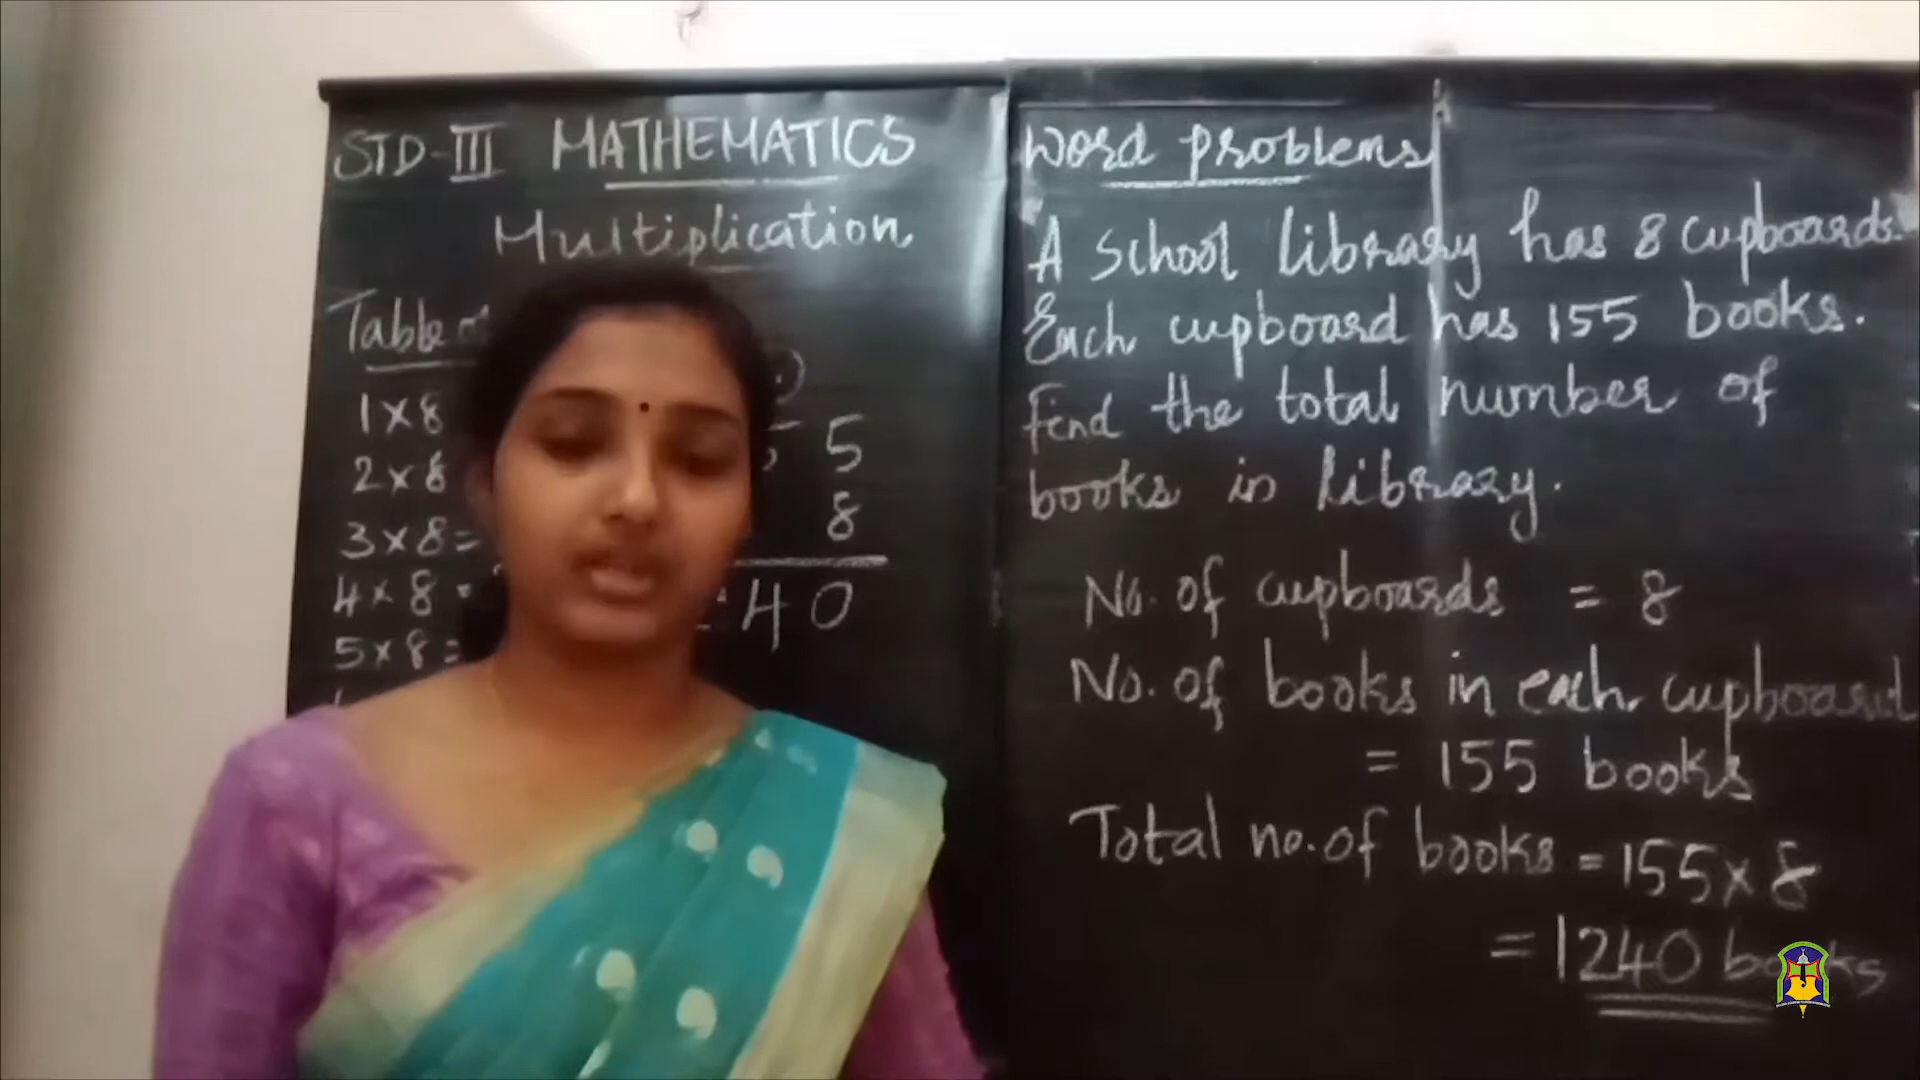 STD-III MATHEMATICS
Multiplication
Table of
1 x 8
2 x 8
3 x 8 =
4 x 8 =
5 x 8 =
5
8
40
Word problems
A school library has 8 cupboards.
Each cupboard has 155 books.
Find the total number of
books in library.
No. of cupboards = 8
No. of books in each cupboard
= 155 books
Total no. of books = 155 x 8
= 1240 books